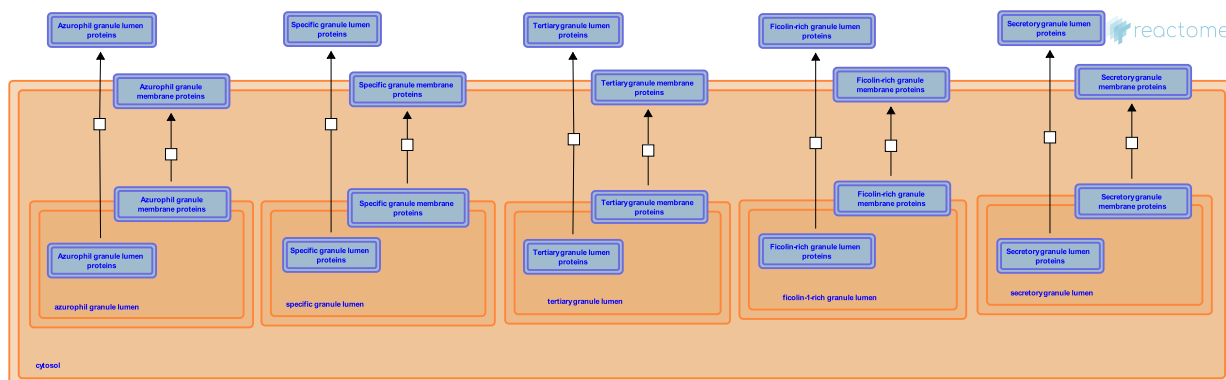 Azurophil granule lumen
proteins
Specific granule lumen
proteins
Tertiary granule lumen
proteins
Ficolin-rich granule lumen
proteins
Secretory granule lumen
proteins
reactome
Azurophil granule
membrane proteins
Specific granule membrane
proteins
Tertiary granule membrane
proteins
Ficolin-rich granule
membrane proteins
Secretory granule
membrane proteins
Azurophil granule
membrane proteins
Specific granule membrane
proteins
Tertiary granule membrane
proteins
Ficolin-rich granule
membrane proteins
Secretory granule
membrane proteins
Azurophil granule lumen
proteins
Specific granule lumen
proteins
Tertiary granule lumen
proteins
Ficolin-rich granule lumen
proteins
Secretory granule lumen
proteins
azurophil granule lumen
specific granule lumen
tertiary granule lumen
ficolin-1-rich granule lumen
secretory granule lumen
cytosol